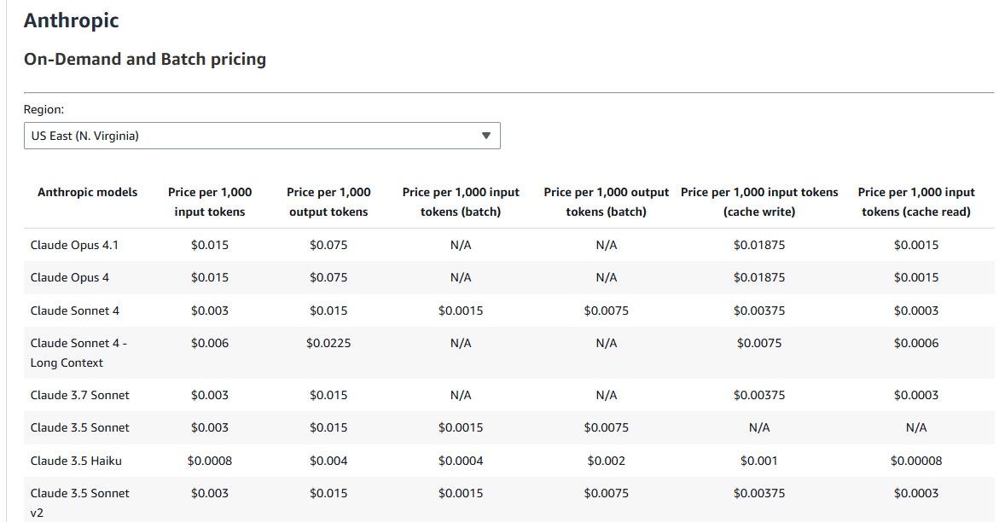 Anthropic
On-Demand and Batch pricing
Region:
US East (N. Virginia)
Anthropic models Price per 1,000 input tokens Price per 1,000 output tokens Price per 1,000 input tokens (batch) Price per 1,000 output tokens (batch) Price per 1,000 input tokens (cache write) Price per 1,000 input tokens (cache read)
Claude Opus 4.1 $0.015 $0.075 N/A N/A $0.01875 $0.0015
Claude Opus 4 $0.015 $0.075 N/A N/A $0.01875 $0.0015
Claude Sonnet 4 $0.003 $0.015 $0.0015 $0.0075 $0.00375 $0.0003
Claude Sonnet 4 - Long Context $0.006 $0.0225 N/A N/A $0.0075 $0.0006
Claude 3.7 Sonnet $0.003 $0.015 N/A N/A $0.00375 $0.0003
Claude 3.5 Sonnet $0.003 $0.015 $0.0015 $0.0075 N/A N/A
Claude 3.5 Haiku $0.0008 $0.004 $0.0004 $0.002 $0.001 $0.00008
Claude 3.5 Sonnet v2 $0.003 $0.015 $0.0015 $0.0075 $0.00375 $0.0003